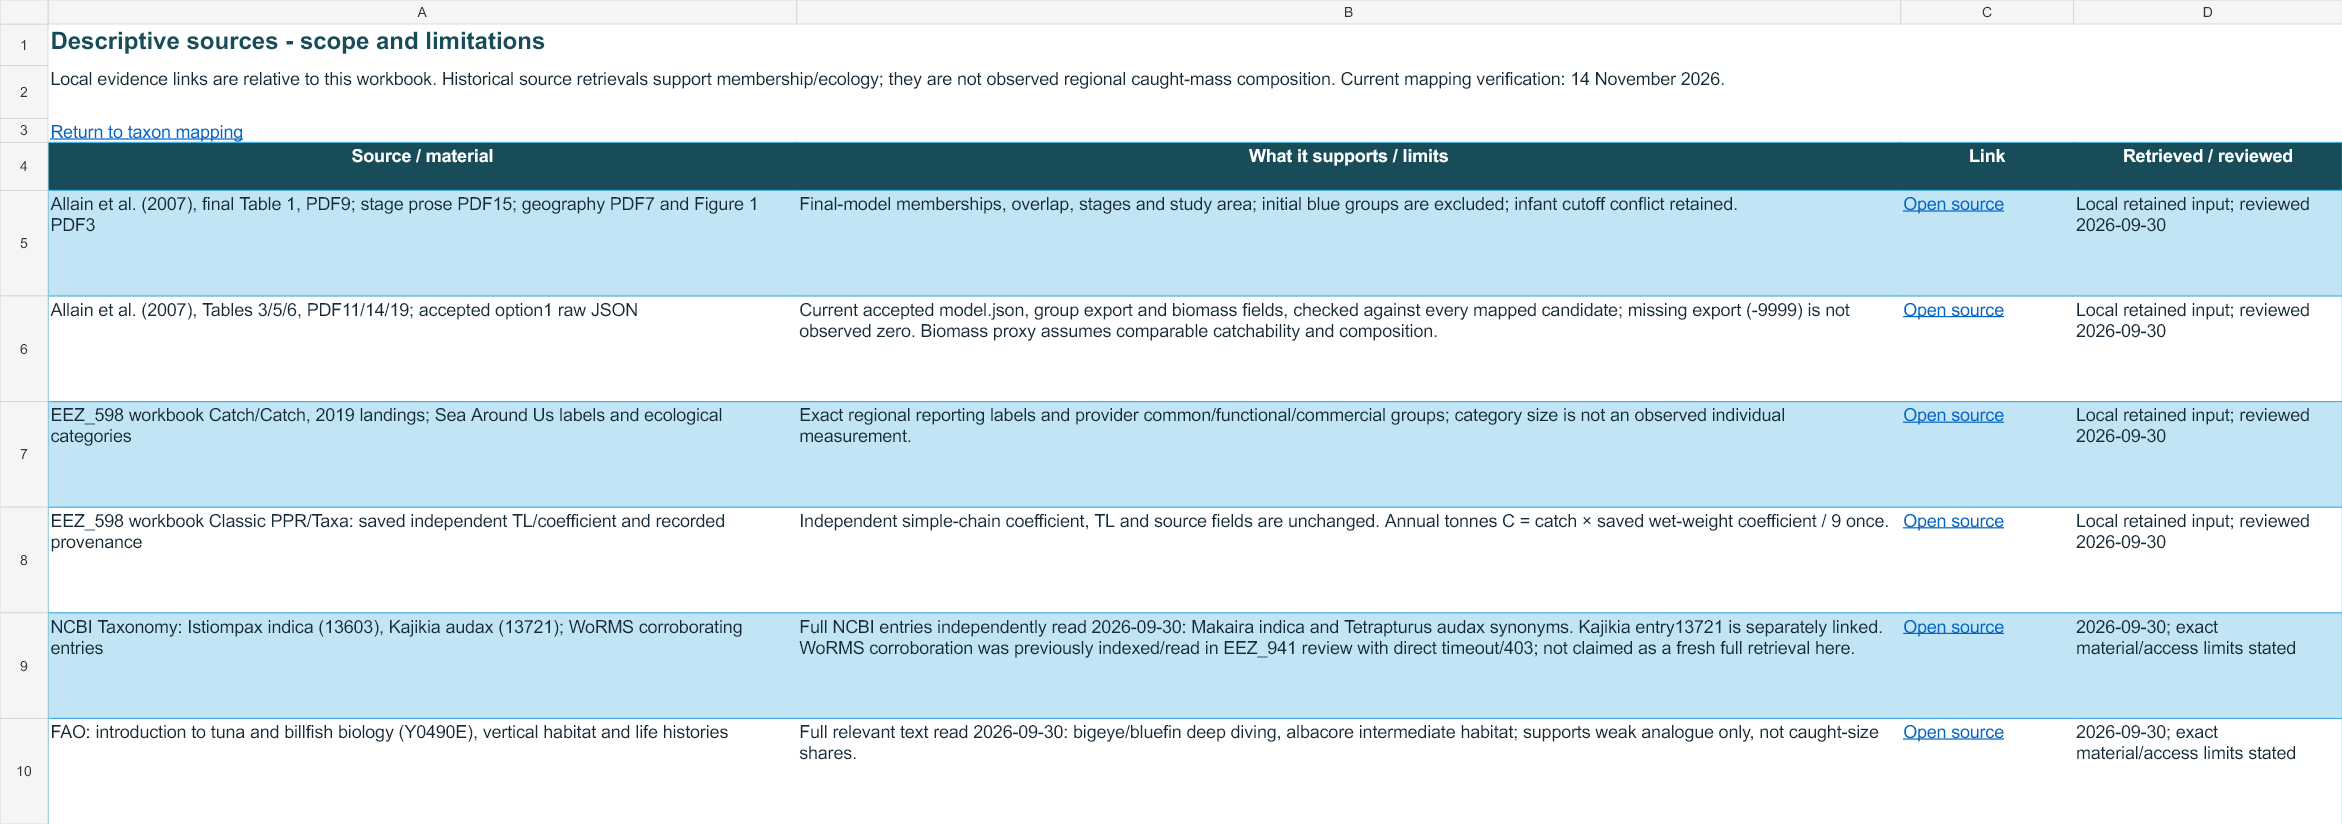 A B C D
1 Descriptive sources - scope and limitations
2 Local evidence links are relative to this workbook. Historical source retrievals support membership/ecology; they are not observed regional caught-mass composition. Current mapping verification: 14 November 2026.
3 Return to taxon mapping
4 Source / material What it supports / limits Link Retrieved / reviewed
5
Allain et al. (2007), final Table 1, PDF9; stage prose PDF15; geography PDF7 and Figure 1
PDF3
Final-model memberships, overlap, stages and study area; initial blue groups are excluded; infant cutoff conflict retained.
Open source
Local retained input; reviewed
2026-09-30
6
Allain et al. (2007), Tables 3/5/6, PDF11/14/19; accepted option1 raw JSON
Current accepted model.json, group export and biomass fields, checked against every mapped candidate; missing export (-9999) is not
observed zero. Biomass proxy assumes comparable catchability and composition.
Open source
Local retained input; reviewed
2026-09-30
7
EEZ_598 workbook Catch/Catch, 2019 landings; Sea Around Us labels and ecological
categories
Exact regional reporting labels and provider common/functional/commercial groups; category size is not an observed individual
measurement.
Open source
Local retained input; reviewed
2026-09-30
8
EEZ_598 workbook Classic PPR/Taxa: saved independent TL/coefficient and recorded
provenance
Independent simple-chain coefficient, TL and source fields are unchanged. Annual tonnes C = catch × saved wet-weight coefficient / 9 once.
Open source
Local retained input; reviewed
2026-09-30
9
NCBI Taxonomy: Istiompax indica (13603), Kajikia audax (13721); WoRMS corroborating
entries
Full NCBI entries independently read 2026-09-30: Makaira indica and Tetrapturus audax synonyms. Kajikia entry13721 is separately linked.
WoRMS corroboration was previously indexed/read in EEZ_941 review with direct timeout/403; not claimed as a fresh full retrieval here.
Open source
2026-09-30; exact
material/access limits stated
10
FAO: introduction to tuna and billfish biology (Y0490E), vertical habitat and life histories
Full relevant text read 2026-09-30: bigeye/bluefin deep diving, albacore intermediate habitat; supports weak analogue only, not caught-size
shares.
Open source
2026-09-30; exact
material/access limits stated